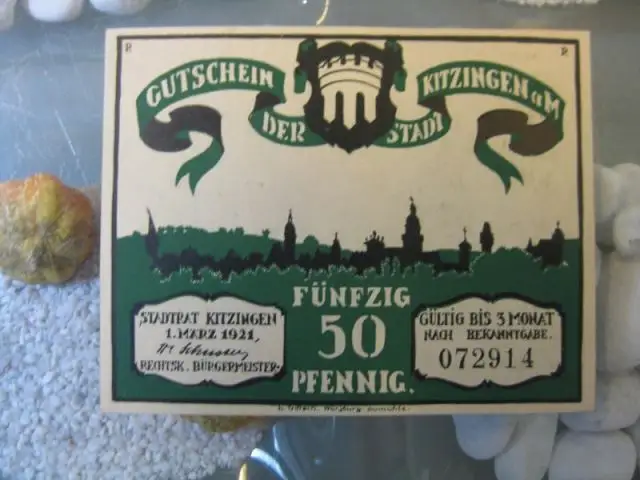 R R
GUTSCHEIN
DER
STADT
KITZINGEN a/M
FÜNFZIG
50
PFENNIG.
STADTRAT KITZINGEN
1. MÄRZ 1921,
RECHTSK. BÜRGERMEISTER.
GÜLTIG BIS 3 MONAT
NACH BEKANNTGABE.
072914
Würzburg